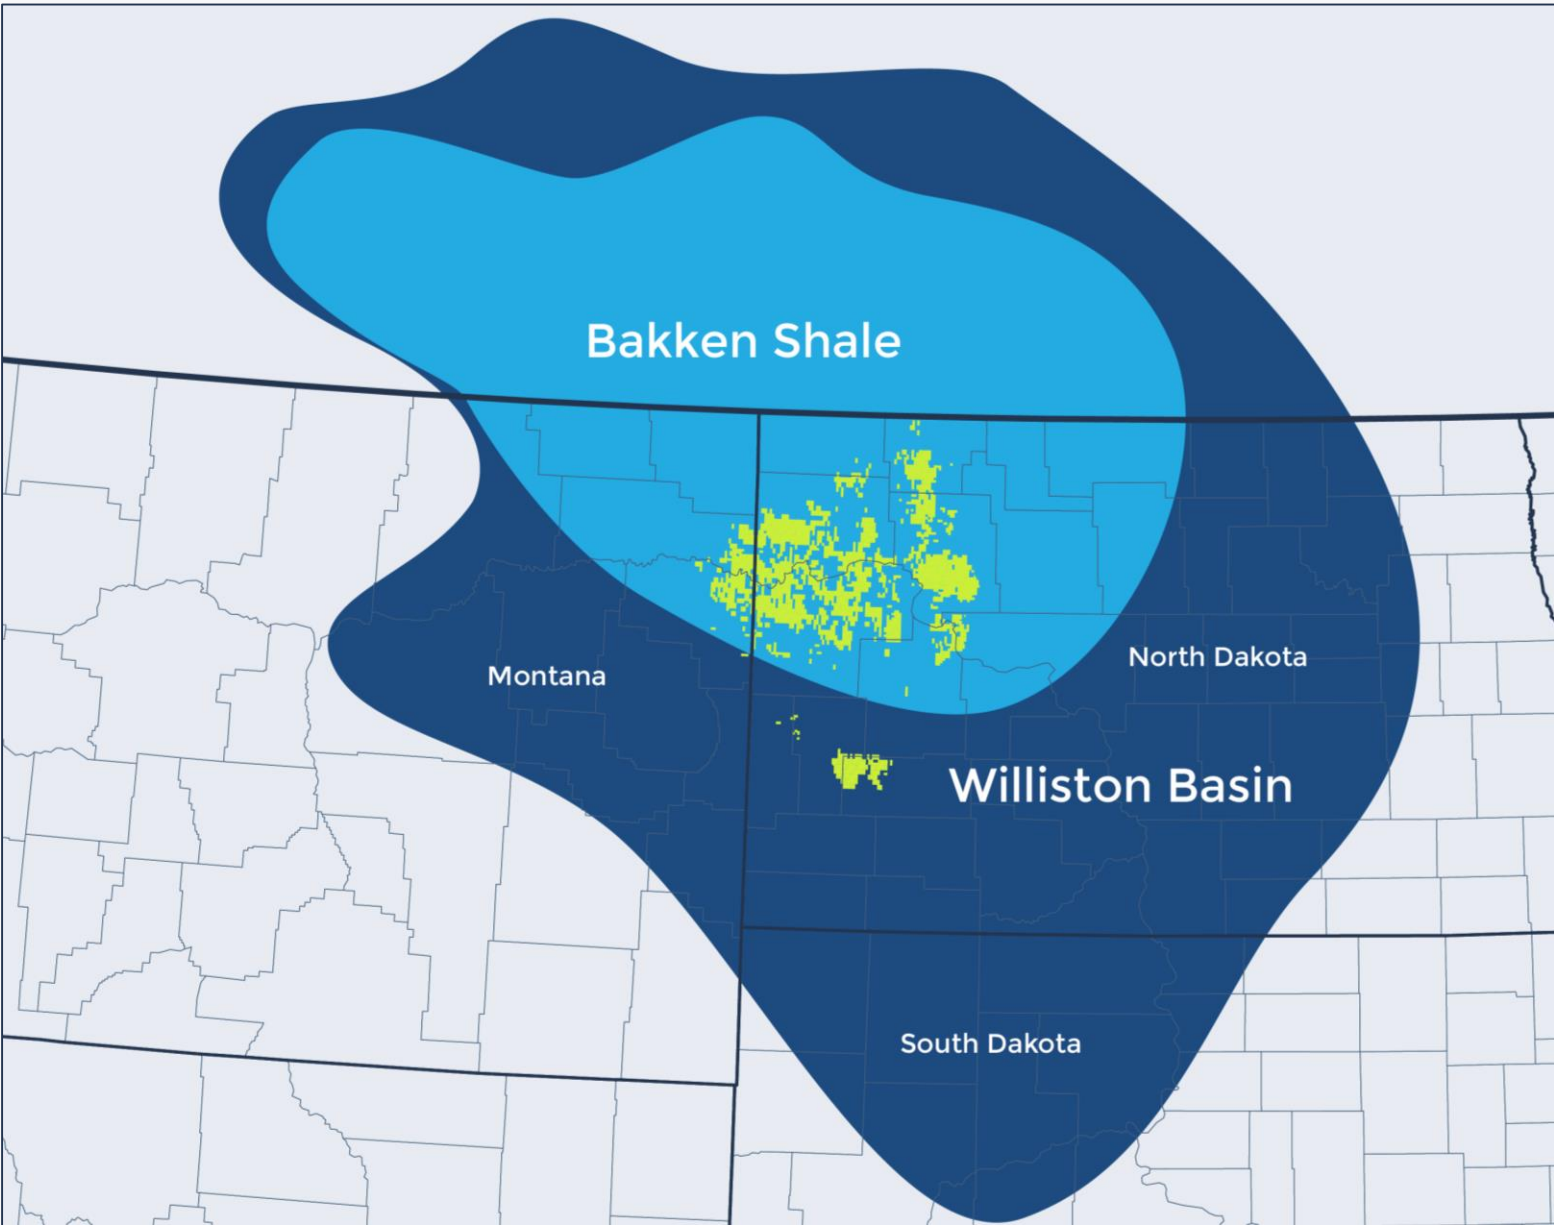 Bakken Shale
North Dakota
Montana
Williston Basin
South Dakota